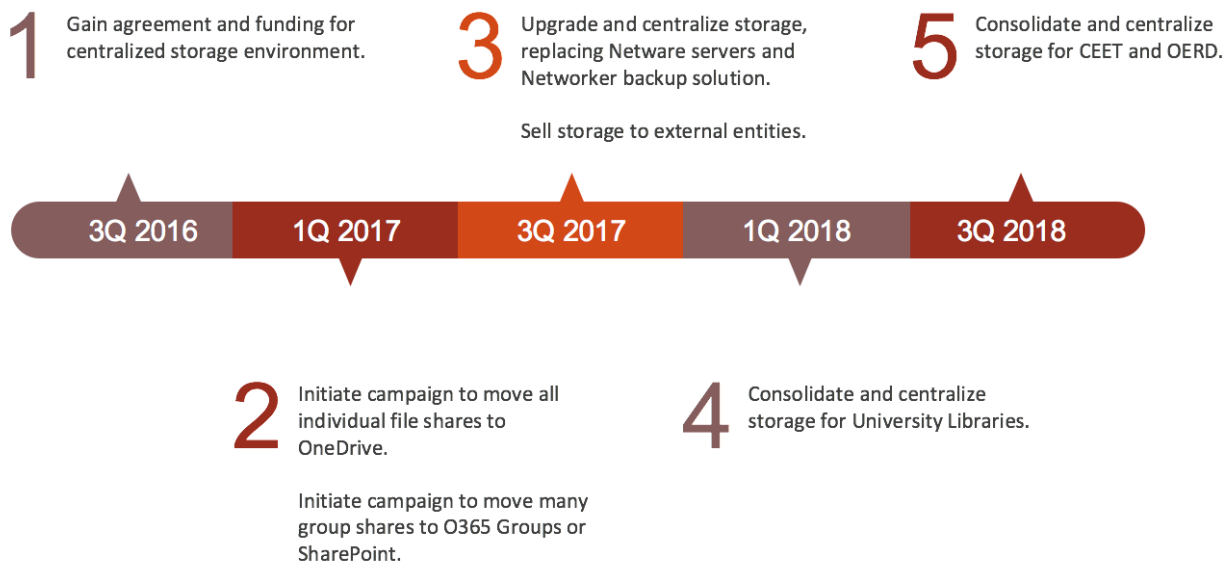 1
Gain agreement and funding for
centralized storage environment.
3
Upgrade and centralize storage,
replacing Netware servers and
Networker backup solution.
Sell storage to external entities.
5
Consolidate and centralize
storage for CEET and OERD.
3Q 2016
1Q 2017
3Q 2017
1Q 2018
3Q 2018
2
Initiate campaign to move all
individual file shares to
OneDrive.
Initiate campaign to move many
group shares to O365 Groups or
SharePoint.
4
Consolidate and centralize
storage for University Libraries.